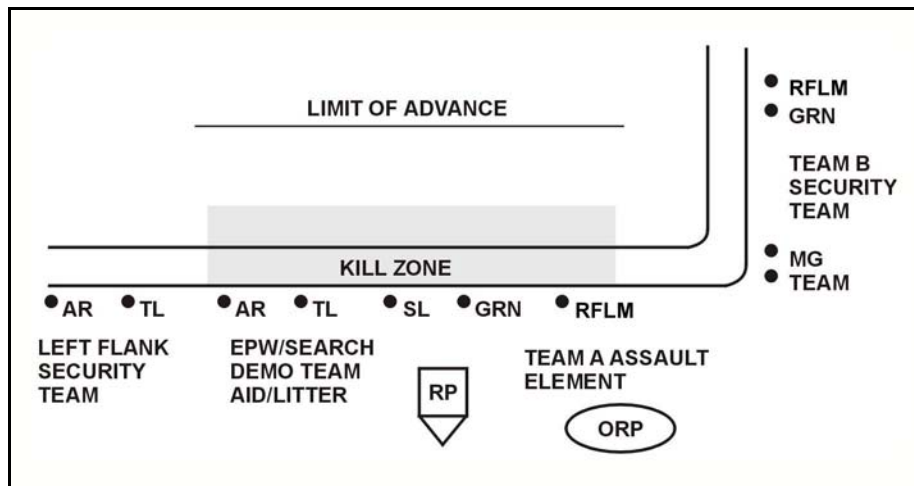 LIMIT OF ADVANCE
RFLM
GRN
TEAM B
SECURITY
TEAM
MG
TEAM
KILL ZONE
AR
TL
AR
TL
SL
GRN
RFLM
LEFT FLANK
SECURITY
TEAM
EPW/SEARCH
DEMO TEAM
AID/LITTER
TEAM A ASSAULT
ELEMENT
RP
ORP